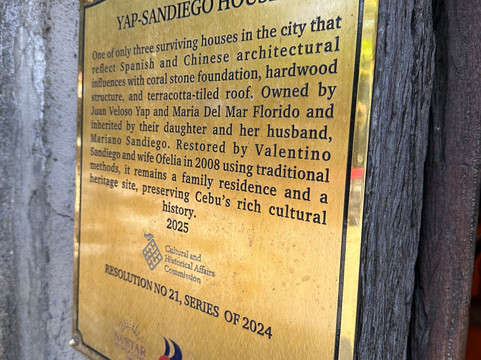 YAP-SANDIEGO HOUS
One of only three surviving houses in the city that
reflect Spanish and Chinese architectural
influences with coral stone foundation, hardwood
structure, and terracotta-tiled roof. Owned by
Juan Veloso Yap and Maria Del Mar Florido and
inherited by their daughter and her husband,
Mariano Sandiego. Restored by Valentino
Sandiego and wife Ofelia in 2008 using traditional
methods, it remains a family residence and a
heritage site, preserving Cebu's rich cultural
history.
2025
Cultural and
Historical Affairs
Commission
RESOLUTION NO 21, SERIES OF 2024
NUSTAR